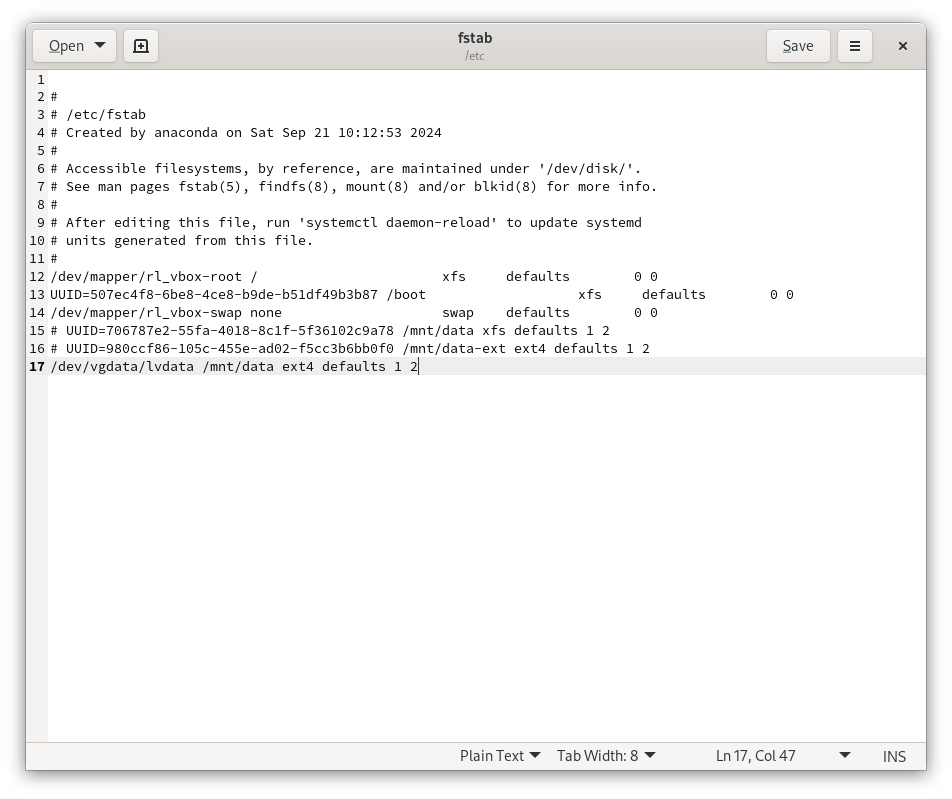 Open
fstab
/etc
Save
1
2 #
3 # /etc/fstab
4 # Created by anaconda on Sat Sep 21 10:12:53 2024
5 #
6 # Accessible filesystems, by reference, are maintained under '/dev/disk/'.
7 # See man pages fstab(5), findfs(8), mount(8) and/or blkid(8) for more info.
8 #
9 # After editing this file, run 'systemctl daemon-reload' to update systemd
10 # units generated from this file.
11 #
12 /dev/mapper/rl_vbox-root / xfs defaults 0 0
13 UUID=507ec4f8-6be8-4ce8-b9de-b51df49b3b87 /boot xfs defaults 0 0
14 /dev/mapper/rl_vbox-swap none swap defaults 0 0
15 # UUID=706787e2-55fa-4018-8c1f-5f36102c9a78 /mnt/data xfs defaults 1 2
16 # UUID=980ccf86-105c-455e-ad02-f5cc3b6bb0f0 /mnt/data-ext ext4 defaults 1 2
17 /dev/vgdata/lvdata /mnt/data ext4 defaults 1 2
Plain Text Tab Width: 8 Ln 17, Col 47 INS